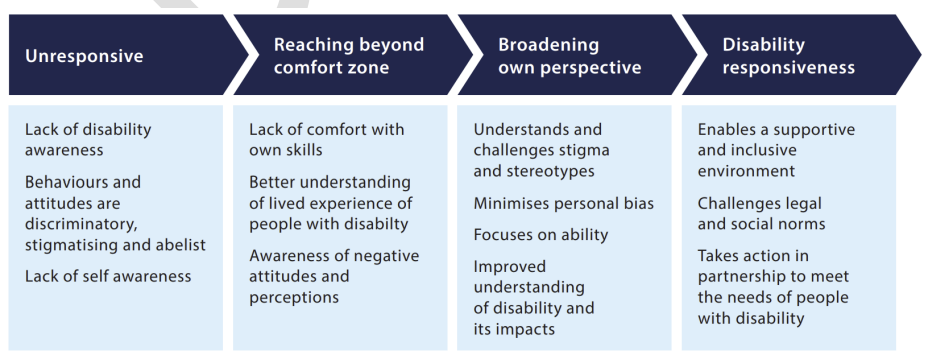 Unresponsive
Reaching beyond
comfort zone
Broadening
own perspective
Disability
responsiveness
Lack of disability
awareness
Behaviours and
attitudes are
discriminatory,
stigmatising and abelist
Lack of self awareness
Lack of comfort with
own skills
Better understanding
of lived experience of
people with disabilty
Awareness of negative
attitudes and
perceptions
Understands and
challenges stigma
and stereotypes
Minimises personal bias
Focuses on ability
Improved
understanding
of disability and
its impacts
Enables a supportive
and inclusive
environment
Challenges legal
and social norms
Takes action in
partnership to meet
the needs of people
with disability